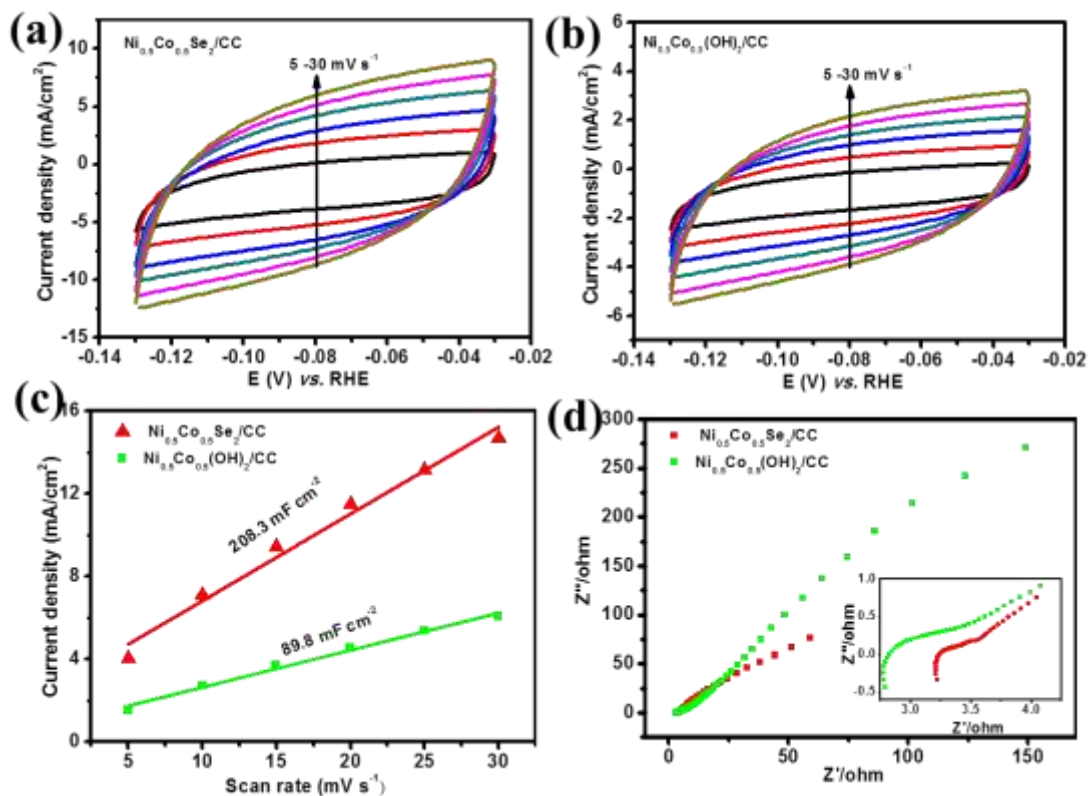 (a)
Ni0.5Co0.5Se2/CC
5 -30 mV s-1
10
5
0
-5
-10
-15
Current density (mA/cm2)
-0.14 -0.12 -0.10 -0.08 -0.06 -0.04 -0.02
E (V) vs. RHE
(b)
Ni0.5Co0.5(OH)2/CC
5 -30 mV s-1
6
4
2
0
-2
-4
-6
Current density (mA/cm2)
-0.14 -0.12 -0.10 -0.08 -0.06 -0.04 -0.02
E (V) vs. RHE
(c)
Ni0.5Co0.5Se2/CC
Ni0.5Co0.5(OH)2/CC
208.3 mF cm-2
89.8 mF cm-2
16
12
8
4
0
Current density (mA/cm2)
5 10 15 20 25 30
Scan rate (mV s-1)
(d)
Ni0.5Co0.5Se2/CC
Ni0.5Co0.5(OH)2/CC
300
250
200
150
100
50
0
Z''/ohm
0 25 50 75 100 125 150
Z'/ohm
1.0
0.5
0.0
-0.5
Z''/ohm
3.0 3.5 4.0
Z'/ohm